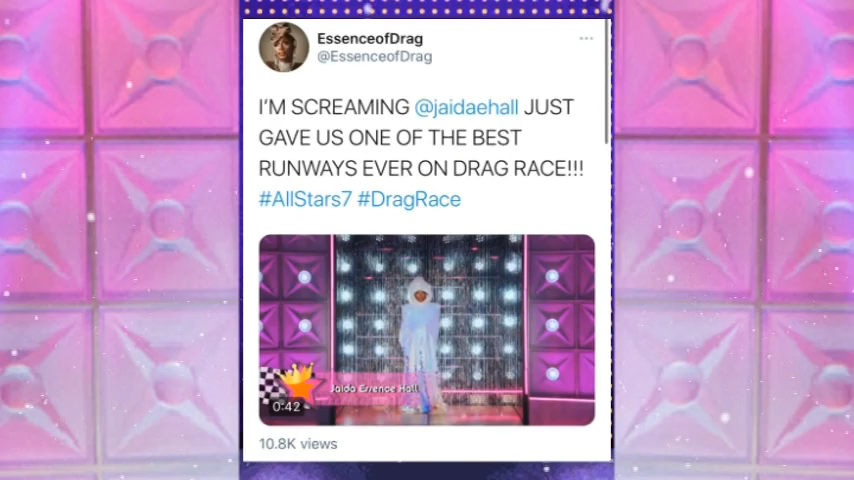 EssenceofDrag
@EssenceofDrag
I'M SCREAMING @jaidaehall JUST
GAVE US ONE OF THE BEST
RUNWAYS EVER ON DRAG RACE!!!
#AllStars7 #DragRace
Jaida Essence Hall
0:42
10.8K views